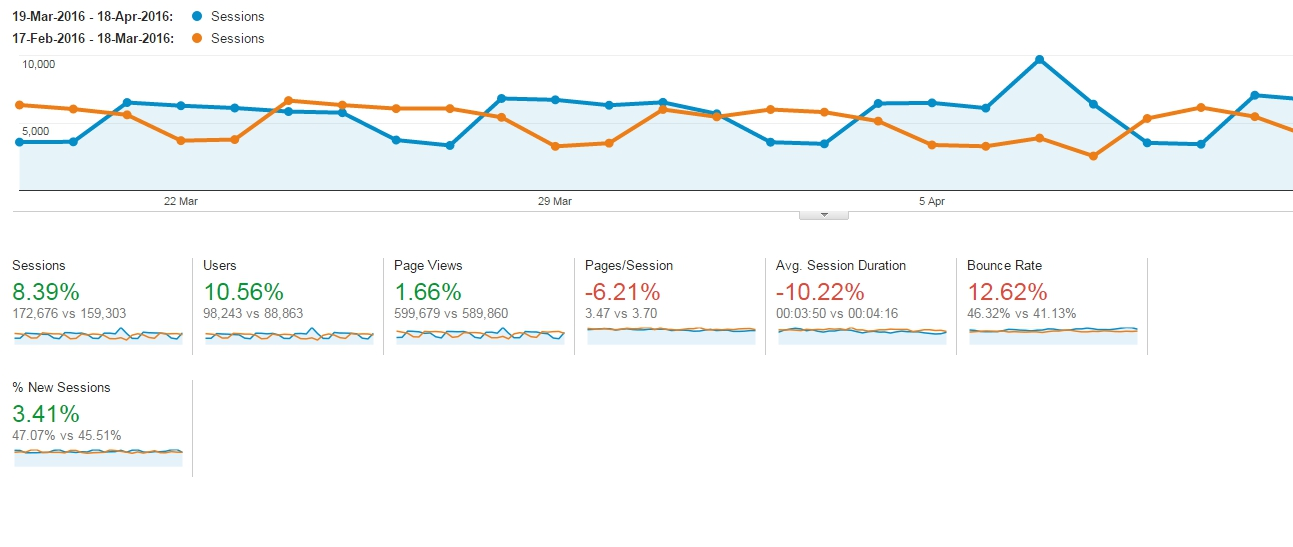 19-Mar-2016 - 18-Apr-2016: Sessions
17-Feb-2016 - 18-Mar-2016: Sessions
10,000
5,000
22 Mar 29 Mar 5 Apr
Sessions Users Page Views Pages/Session Avg. Session Duration Bounce Rate
8.39% 10.56% 1.66% -6.21% -10.22% 12.62%
172,676 vs 159,303 98,243 vs 88,863 599,679 vs 589,860 3.47 vs 3.70 00:03:50 vs 00:04:16 46.32% vs 41.13%
% New Sessions
3.41%
47.07% vs 45.51%